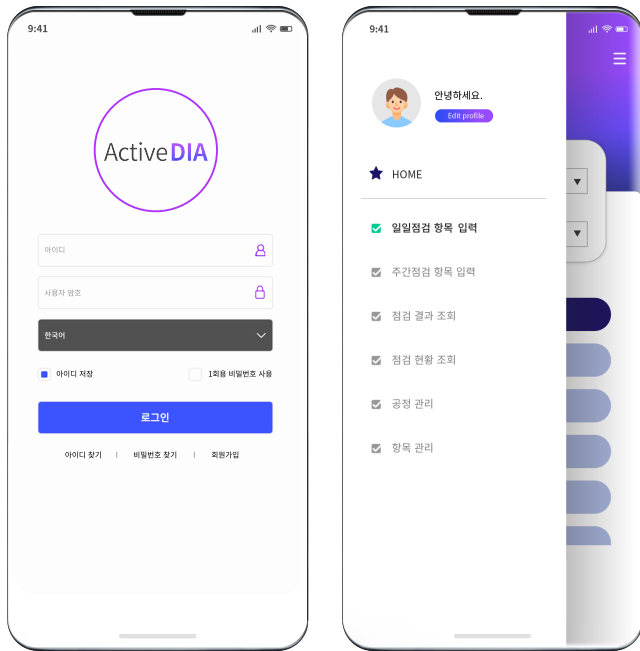 9:41
ActiveDIA
아이디
사용자 암호
한국어
아이디 저장
1회용 비밀번호 사용
로그인
아이디 찾기 | 비밀번호 찾기 | 회원가입
9:41
안녕하세요.
Edit profile
HOME
일일점검 항목 입력
주간점검 항목 입력
점검 결과 조회
점검 현황 조회
공정 관리
항목 관리